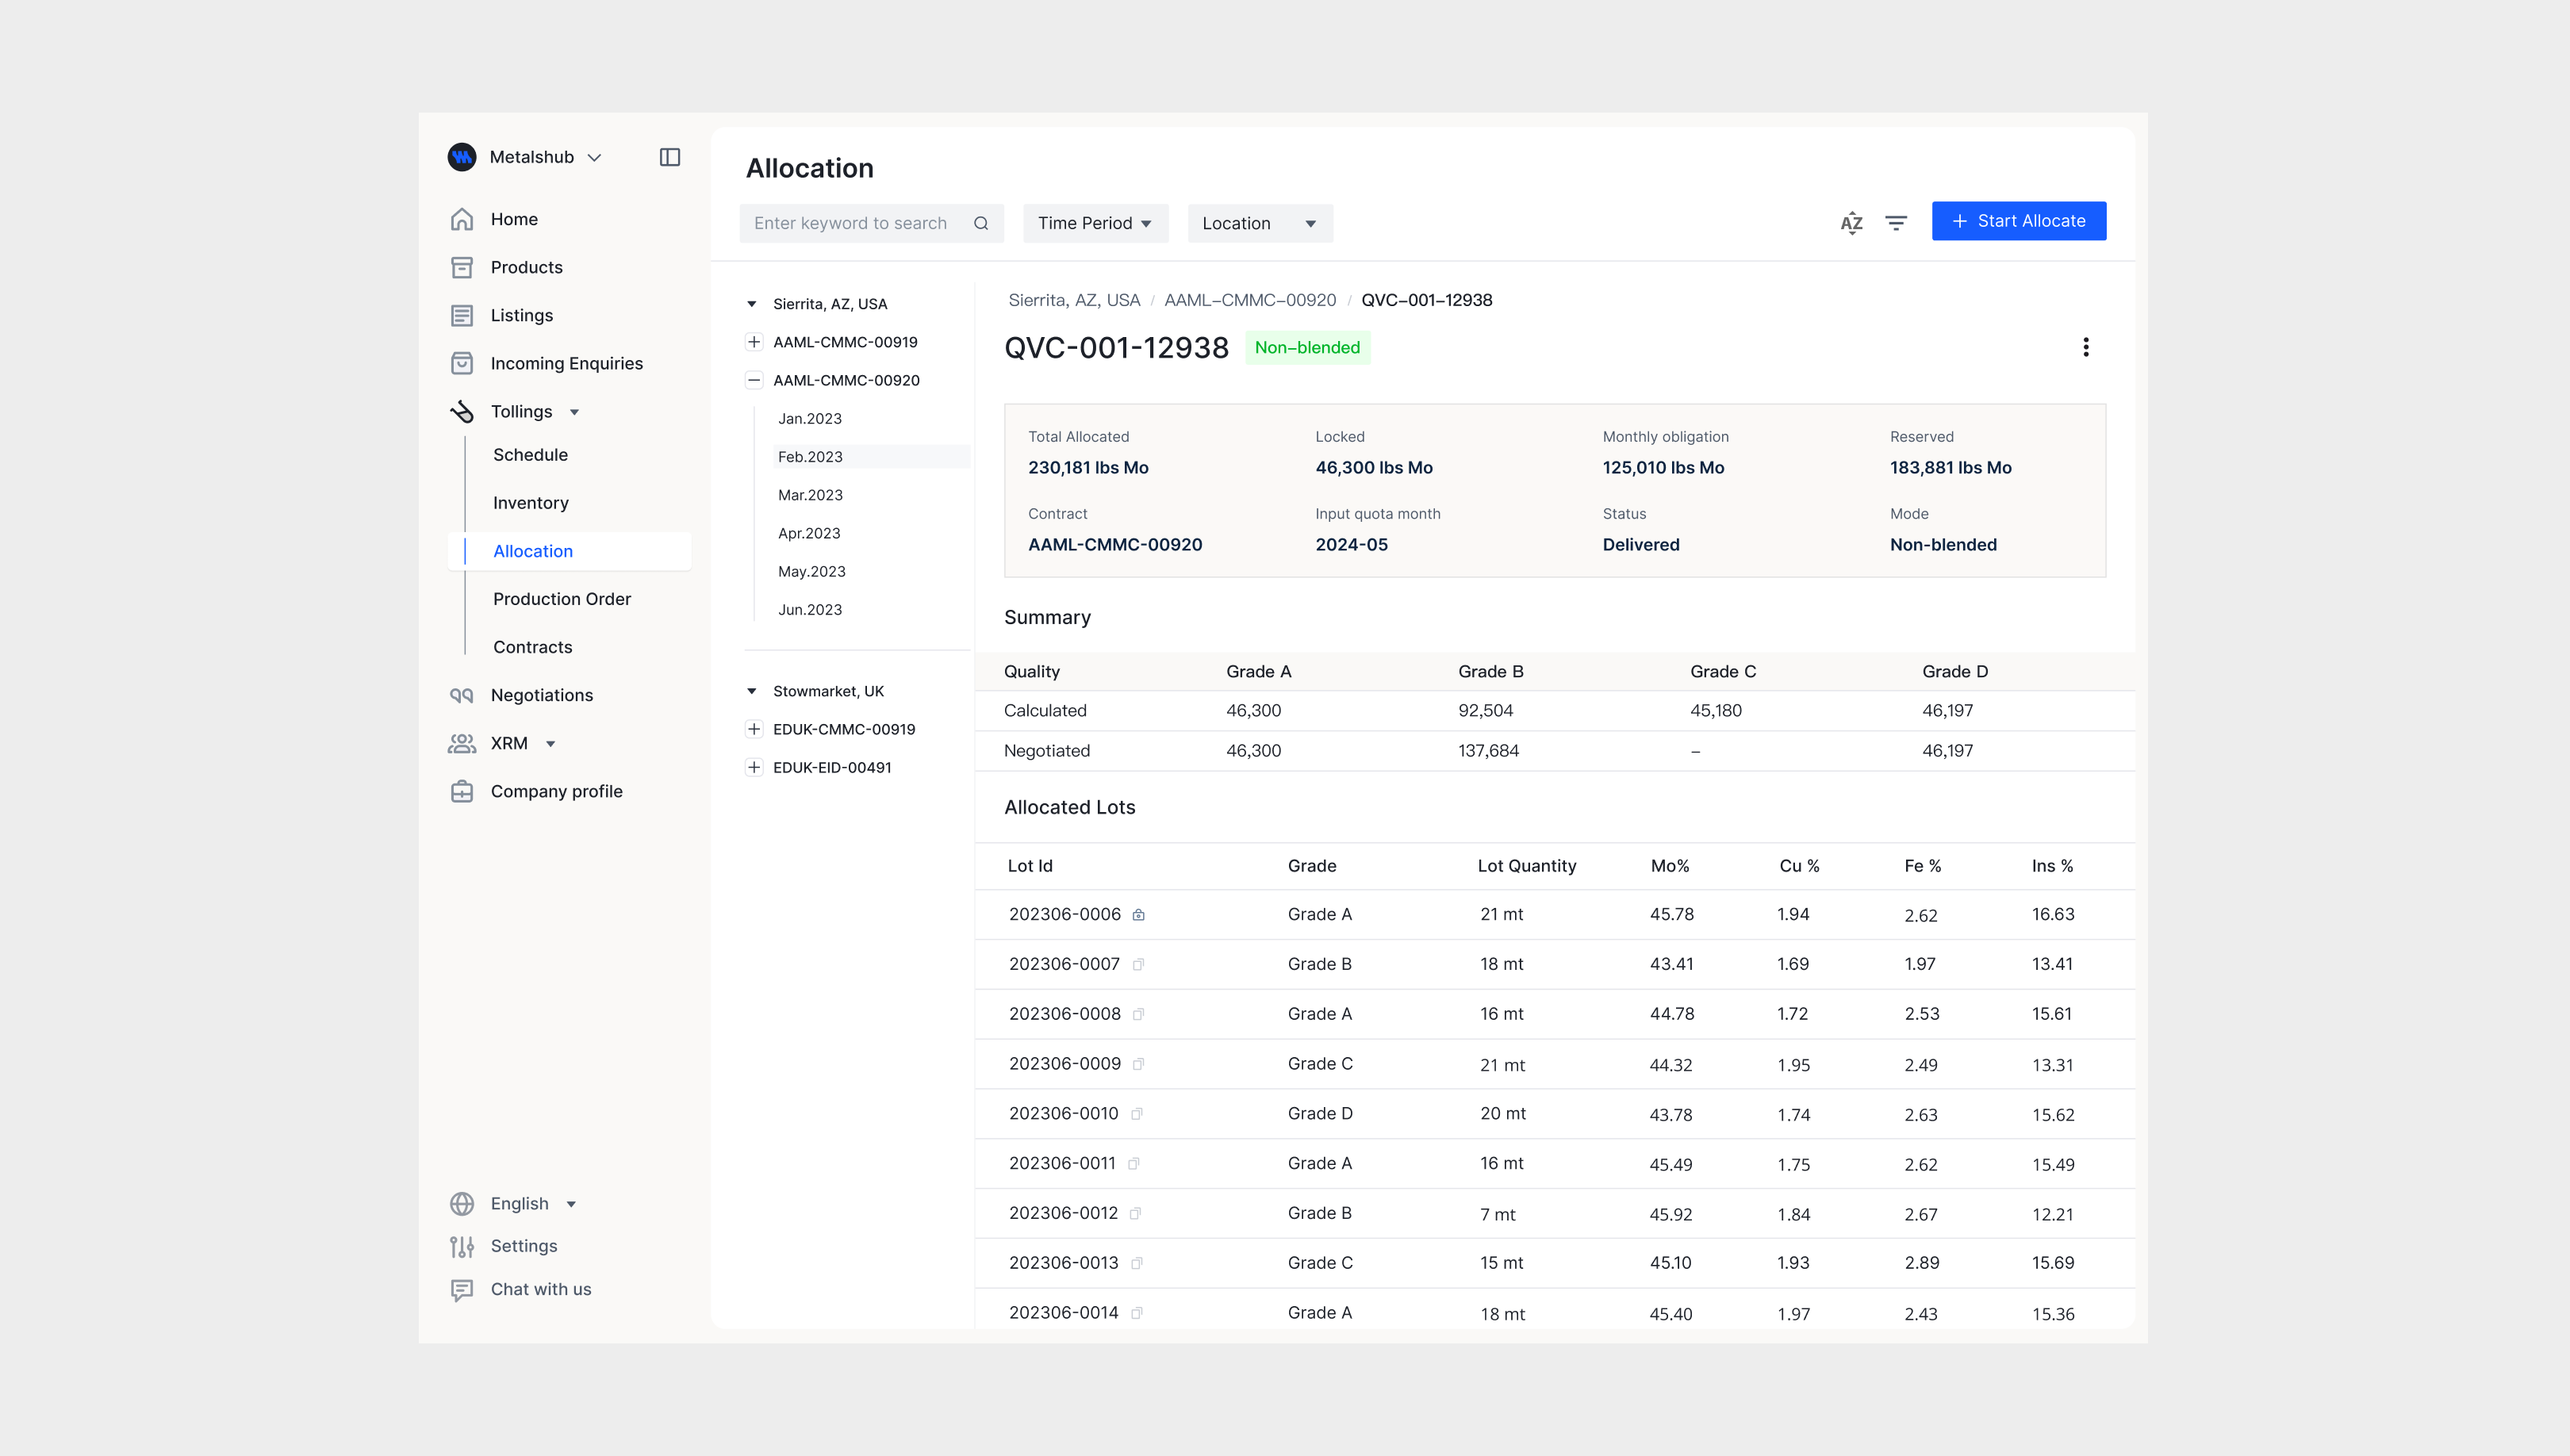 Metalshub
Home
Products
Listings
Incoming Enquiries
Tollings
Schedule
Inventory
Allocation
Production Order
Contracts
Negotiations
XRM
Company profile
English
Settings
Chat with us
Allocation
Enter keyword to search
Time Period
Location
AZ
+ Start Allocate
Sierrita, AZ, USA
AAML-CMMC-00919
AAML-CMMC-00920
Jan.2023
Feb.2023
Mar.2023
Apr.2023
May.2023
Jun.2023
Stowmarket, UK
EDUK-CMMC-00919
EDUK-EID-00491
Sierrita, AZ, USA / AAML-CMMC-00920 / QVC-001-12938
QVC-001-12938 Non-blended
Total Allocated Locked Monthly obligation Reserved
230,181 lbs Mo 46,300 lbs Mo 125,010 lbs Mo 183,881 lbs Mo
Contract Input quota month Status Mode
AAML-CMMC-00920 2024-05 Delivered Non-blended
Summary
Quality Grade A Grade B Grade C Grade D
Calculated 46,300 92,504 45,180 46,197
Negotiated 46,300 137,684 – 46,197
Allocated Lots
Lot Id Grade Lot Quantity Mo% Cu % Fe % Ins %
202306-0006 Grade A 21 mt 45.78 1.94 2.62 16.63
202306-0007 Grade B 18 mt 43.41 1.69 1.97 13.41
202306-0008 Grade A 16 mt 44.78 1.72 2.53 15.61
202306-0009 Grade C 21 mt 44.32 1.95 2.49 13.31
202306-0010 Grade D 20 mt 43.78 1.74 2.63 15.62
202306-0011 Grade A 16 mt 45.49 1.75 2.62 15.49
202306-0012 Grade B 7 mt 45.92 1.84 2.67 12.21
202306-0013 Grade C 15 mt 45.10 1.93 2.89 15.69
202306-0014 Grade A 18 mt 45.40 1.97 2.43 15.36